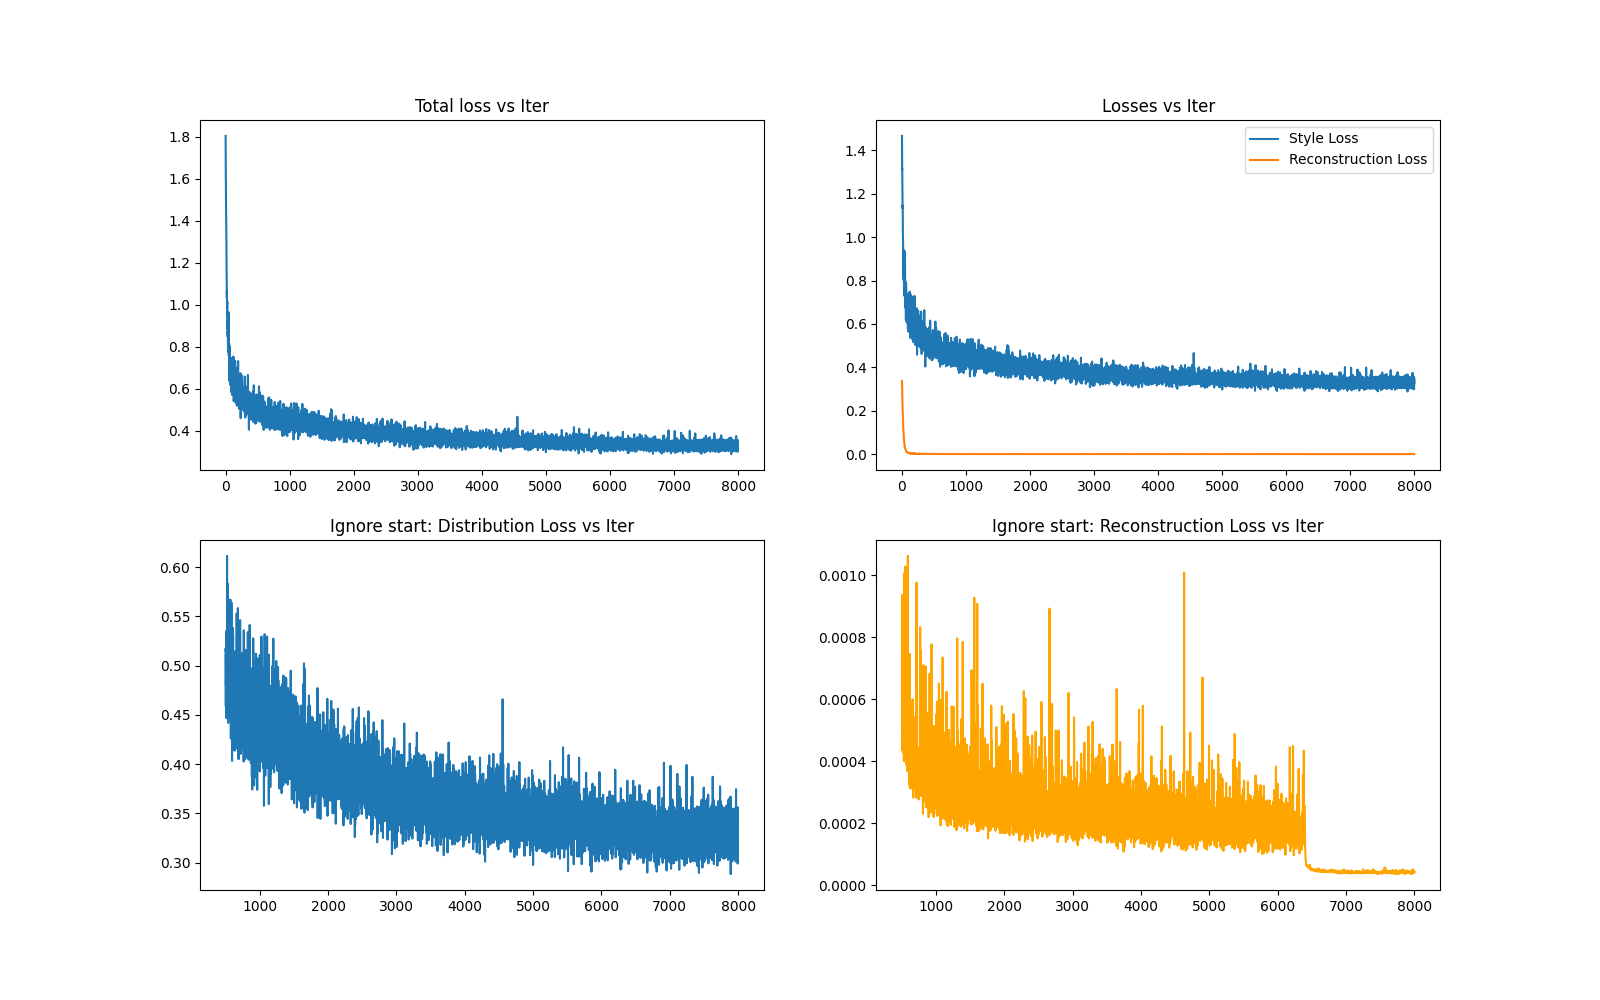 Total loss vs Iter
1.8
1.6
1.4
1.2
1.0
0.8
0.6
0.4
0 1000 2000 3000 4000 5000 6000 7000 8000
Losses vs Iter
Style Loss
Reconstruction Loss
1.4
1.2
1.0
0.8
0.6
0.4
0.2
0.0
0 1000 2000 3000 4000 5000 6000 7000 8000
Ignore start: Distribution Loss vs Iter
0.60
0.55
0.50
0.45
0.40
0.35
0.30
1000 2000 3000 4000 5000 6000 7000 8000
Ignore start: Reconstruction Loss vs Iter
0.0010
0.0008
0.0006
0.0004
0.0002
0.0000
1000 2000 3000 4000 5000 6000 7000 8000